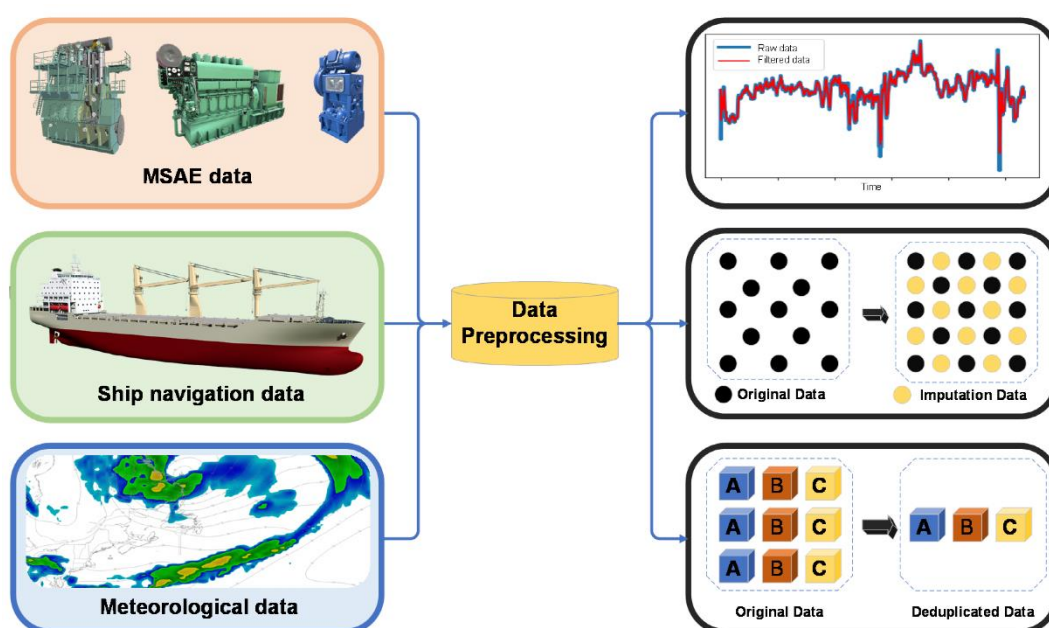 MSAE data
Ship navigation data
Meteorological data
Data
Preprocessing
Raw data
Filtered data
Time
Original Data
Imputation Data
A B C A B C
A B C
A B C
Original Data
Deduplicated Data